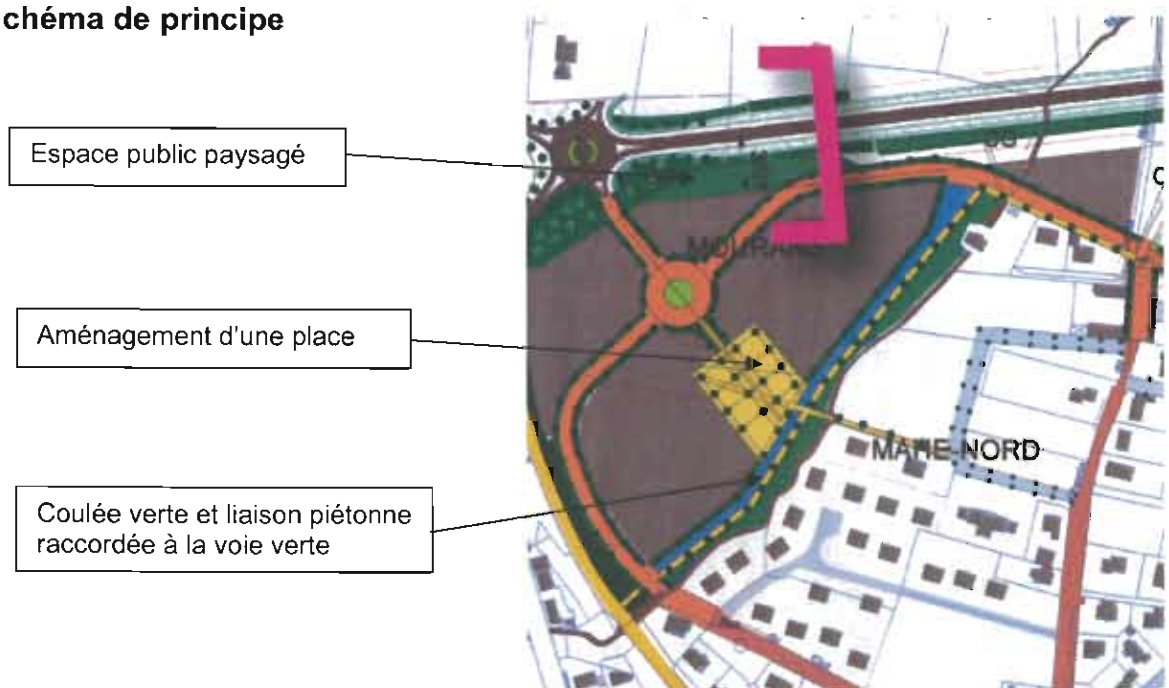 chéma de principe
Espace public paysagé
Aménagement d'une place
Coulée verte et liaison piétonne
raccordée à la voie verte
MAHE-NORD